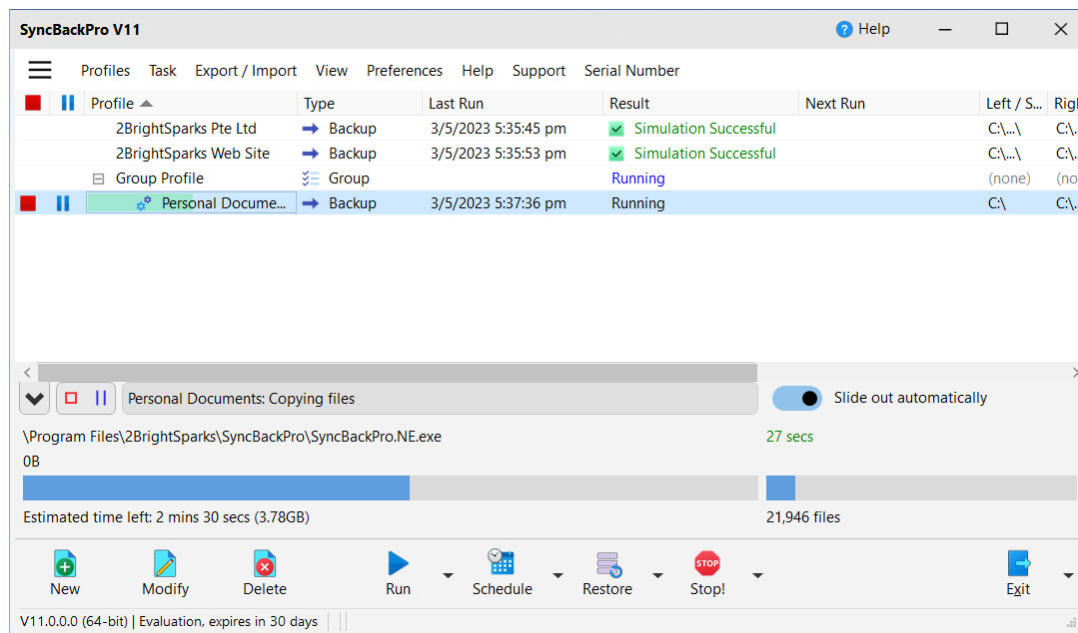 SyncBackPro V11
? Help
Profiles Task Export / Import View Preferences Help Support Serial Number
Profile Type Last Run Result Next Run Left / S... Rig
2BrightSparks Pte Ltd Backup 3/5/2023 5:35:45 pm Simulation Successful C:\...\ C:\..
2BrightSparks Web Site Backup 3/5/2023 5:35:53 pm Simulation Successful C:\...\ C:\..
Group Profile Group Running (none) (no
Personal Docume... Backup 3/5/2023 5:37:36 pm Running C:\ C:\.
Personal Documents: Copying files
Slide out automatically
\Program Files\2BrightSparks\SyncBackPro\SyncBackPro.NE.exe
27 secs
0B
Estimated time left: 2 mins 30 secs (3.78GB)
21,946 files
STOP
New Modify Delete Run Schedule Restore Stop! Exit
V11.0.0.0 (64-bit) | Evaluation, expires in 30 days